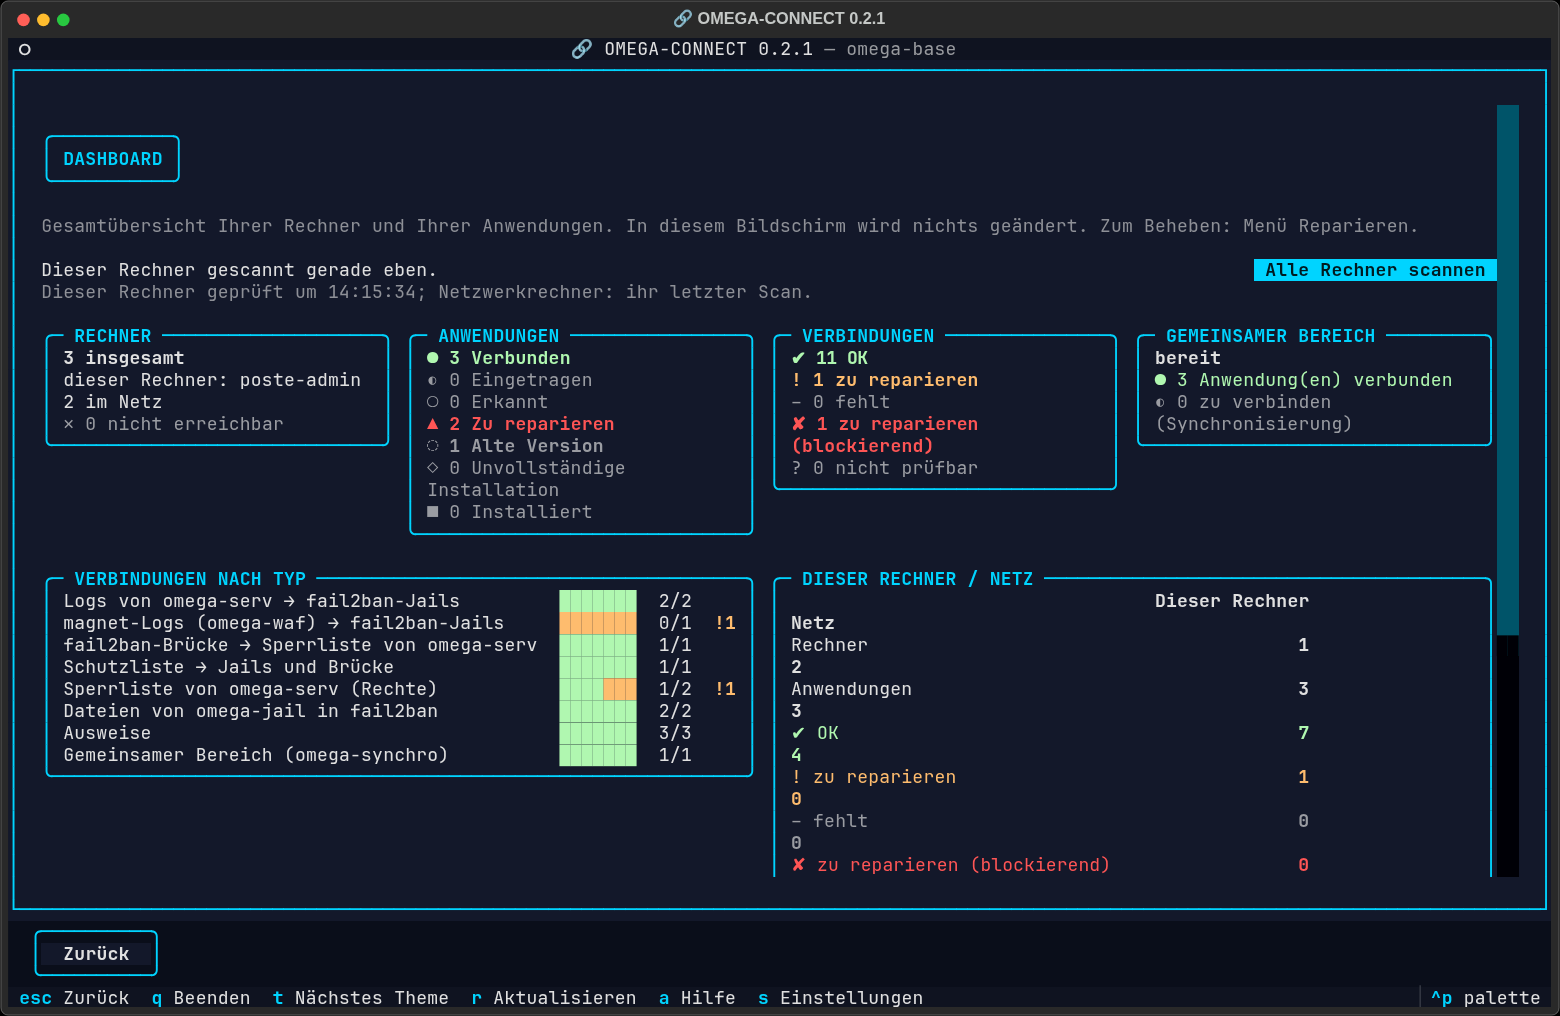 🔗 OMEGA-CONNECT 0.2.1
🔗 OMEGA-CONNECT 0.2.1 — omega-base
DASHBOARD
Gesamtübersicht Ihrer Rechner und Ihrer Anwendungen. In diesem Bildschirm wird nichts geändert. Zum Beheben: Menü Reparieren.
Dieser Rechner gescannt gerade eben.
Alle Rechner scannen
Dieser Rechner geprüft um 14:15:34; Netzwerkrechner: ihr letzter Scan.
RECHNER
3 insgesamt
dieser Rechner: poste-admin
2 im Netz
× 0 nicht erreichbar
ANWENDUNGEN
● 3 Verbunden
◐ 0 Eingetragen
○ 0 Erkannt
▲ 2 Zu reparieren
◌ 1 Alte Version
◇ 0 Unvollständige
Installation
■ 0 Installiert
VERBINDUNGEN
✔ 11 OK
! 1 zu reparieren
– 0 fehlt
✘ 1 zu reparieren
(blockierend)
? 0 nicht prüfbar
GEMEINSAMER BEREICH
bereit
● 3 Anwendung(en) verbunden
◐ 0 zu verbinden
(Synchronisierung)
VERBINDUNGEN NACH TYP
Logs von omega-serv → fail2ban-Jails 2/2
magnet-Logs (omega-waf) → fail2ban-Jails 0/1 !1
fail2ban-Brücke → Sperrliste von omega-serv 1/1
Schutzliste → Jails und Brücke 1/1
Sperrliste von omega-serv (Rechte) 1/2 !1
Dateien von omega-jail in fail2ban 2/2
Ausweise 3/3
Gemeinsamer Bereich (omega-synchro) 1/1
DIESER RECHNER / NETZ
Dieser Rechner
Netz
Rechner 1
2
Anwendungen 3
3
✔ OK 7
4
! zu reparieren 1
0
– fehlt 0
0
✘ zu reparieren (blockierend) 0
Zurück
esc Zurück q Beenden t Nächstes Theme r Aktualisieren a Hilfe s Einstellungen ^p palette